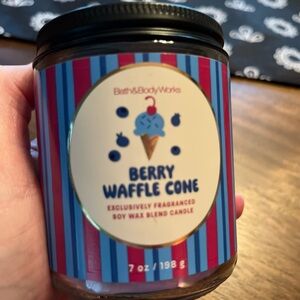 Bath&BodyWorks
BERRY
WAFFLE CONE
EXCLUSIVELY FRAGRANCED
SOY WAX BLEND CANDLE
7 oz / 198 g